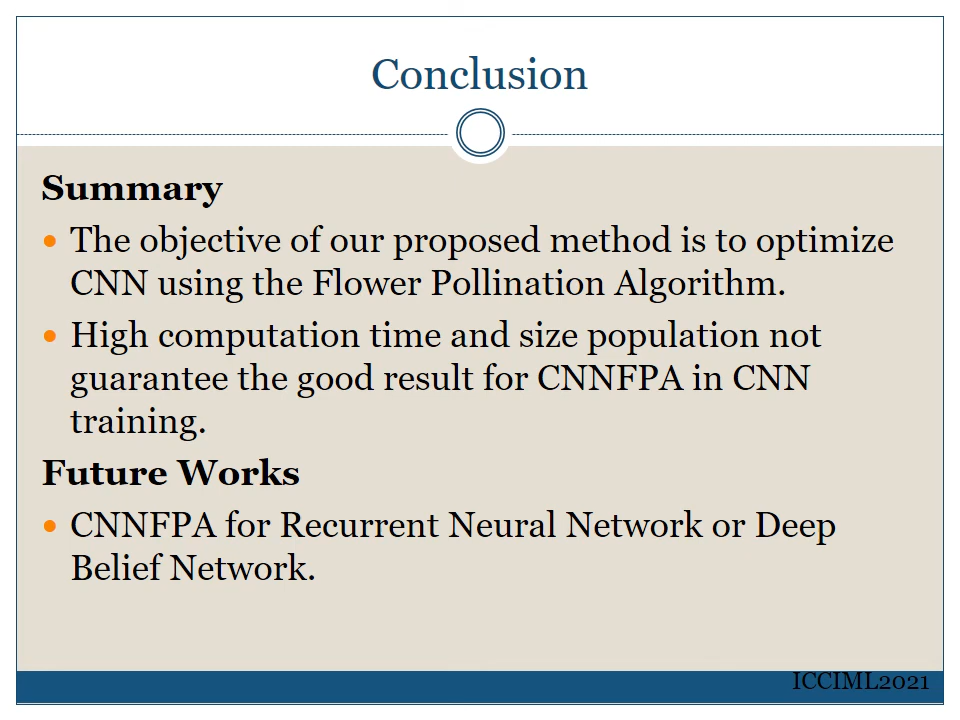 Conclusion
Summary
The objective of our proposed method is to optimize
CNN using the Flower Pollination Algorithm.
High computation time and size population not
guarantee the good result for CNNFPA in CNN
training.
Future Works
CNNFPA for Recurrent Neural Network or Deep
Belief Network.
ICCIML2021